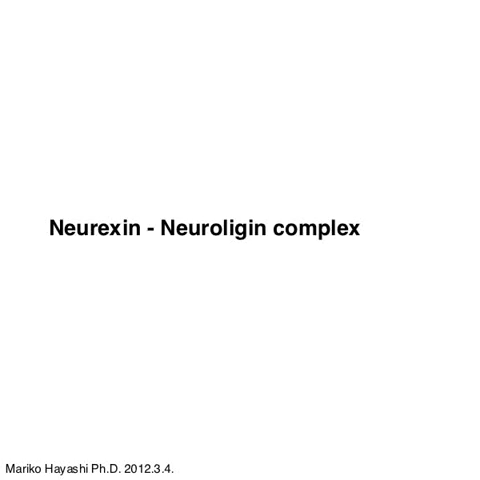 Neurexin - Neuroligin complex
Mariko Hayashi Ph.D. 2012.3.4.